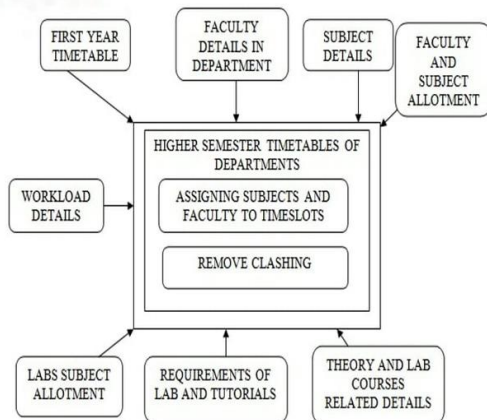 FIRST YEAR
TIMETABLE
FACULTY
DETAILS IN
DEPARTMENT
SUBJECT
DETAILS
FACULTY
AND
SUBJECT
ALLOTMENT
HIGHER SEMESTER TIMETABLES OF
DEPARTMENTS
WORKLOAD
DETAILS
ASSIGNING SUBJECTS AND
FACULTY TO TIMESLOTS
REMOVE CLASHING
LABS SUBJECT
ALLOTMENT
REQUIREMENTS OF
LAB AND TUTORIALS
THEORY AND LAB
COURSES
RELATED DETAILS